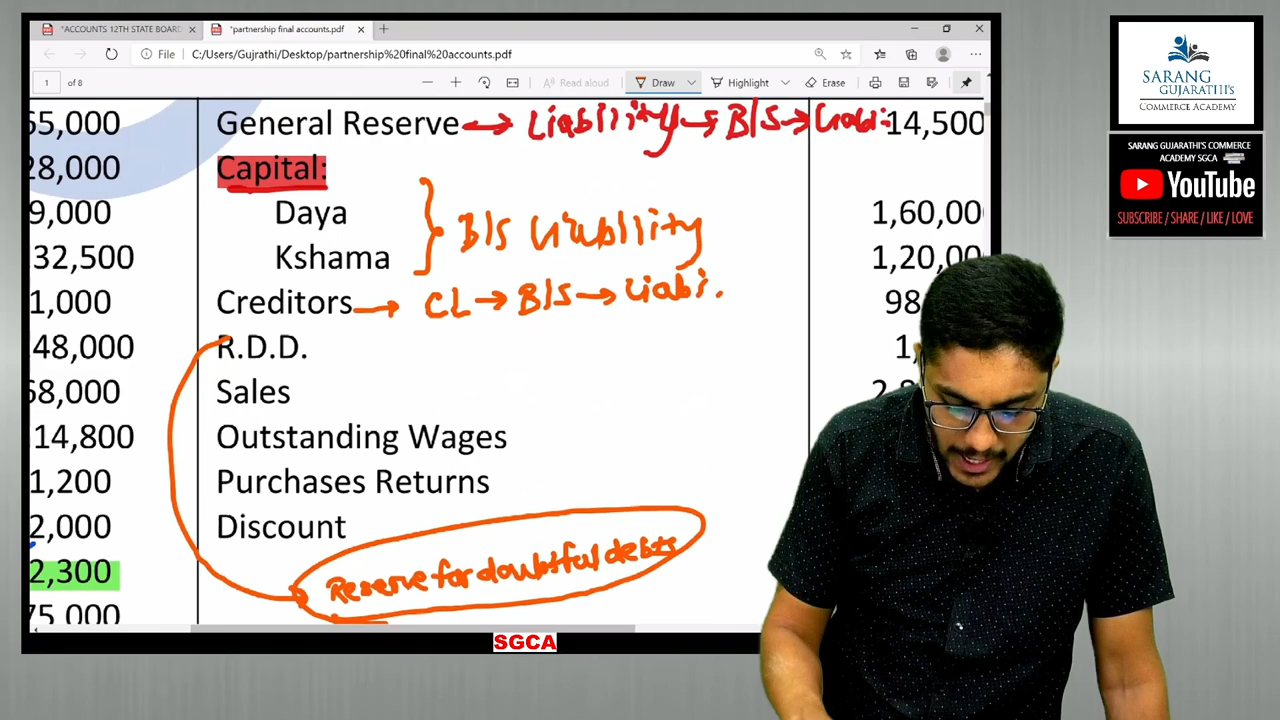 *ACCOUNTS 12TH STATE BOARD
*partnership final accounts.pdf
File C:/Users/Gujrathi/Desktop/partnership%20final%20accounts.pdf
1 of 8 Read aloud Draw Highlight Erase
65,000 General Reserve → Liability → B/S → Liabi. 14,500
28,000 Capital:
9,000 Daya 1,60,00
32,500 Kshama 1,20,00
B/S Liability
1,000 Creditors → CL → B/S → Liabi. 98
48,000 R.D.D. 1,
68,000 Sales
14,800 Outstanding Wages
1,200 Purchases Returns
2,000 Discount
Reserve for doubtful debts
2,300
75,000
SGCA
SARANG
GUJARATHI'S
COMMERCE ACADEMY
SARANG GUJARATHI'S COMMERCE
ACADEMY SGCA
YouTube
SUBSCRIBE / SHARE / LIKE / LOVE